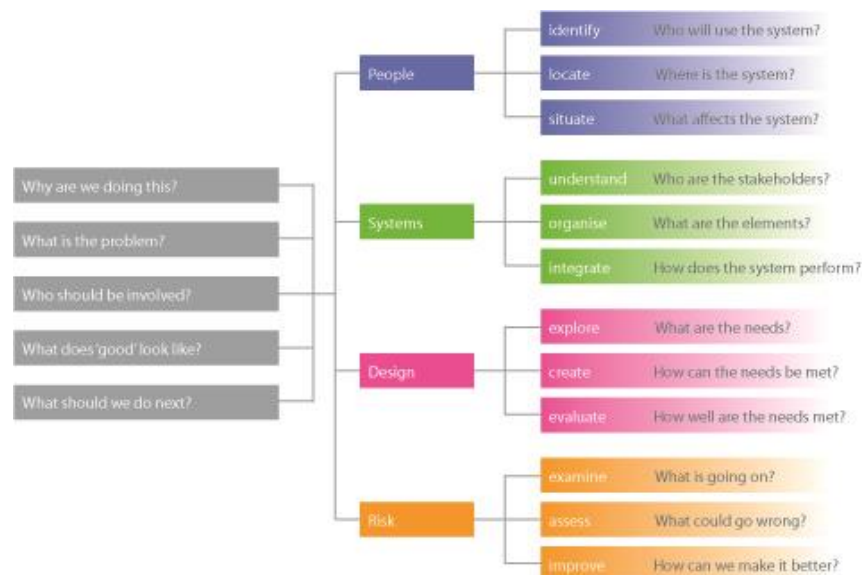 Why are we doing this?
What is the problem?
Who should be involved?
What does 'good' look like?
What should we do next?
People
identify Who will use the system?
locate Where is the system?
situate What affects the system?
Systems
understand Who are the stakeholders?
organise What are the elements?
integrate How does the system perform?
Design
explore What are the needs?
create How can the needs be met?
evaluate How well are the needs met?
Risk
examine What is going on?
assess What could go wrong?
improve How can we make it better?